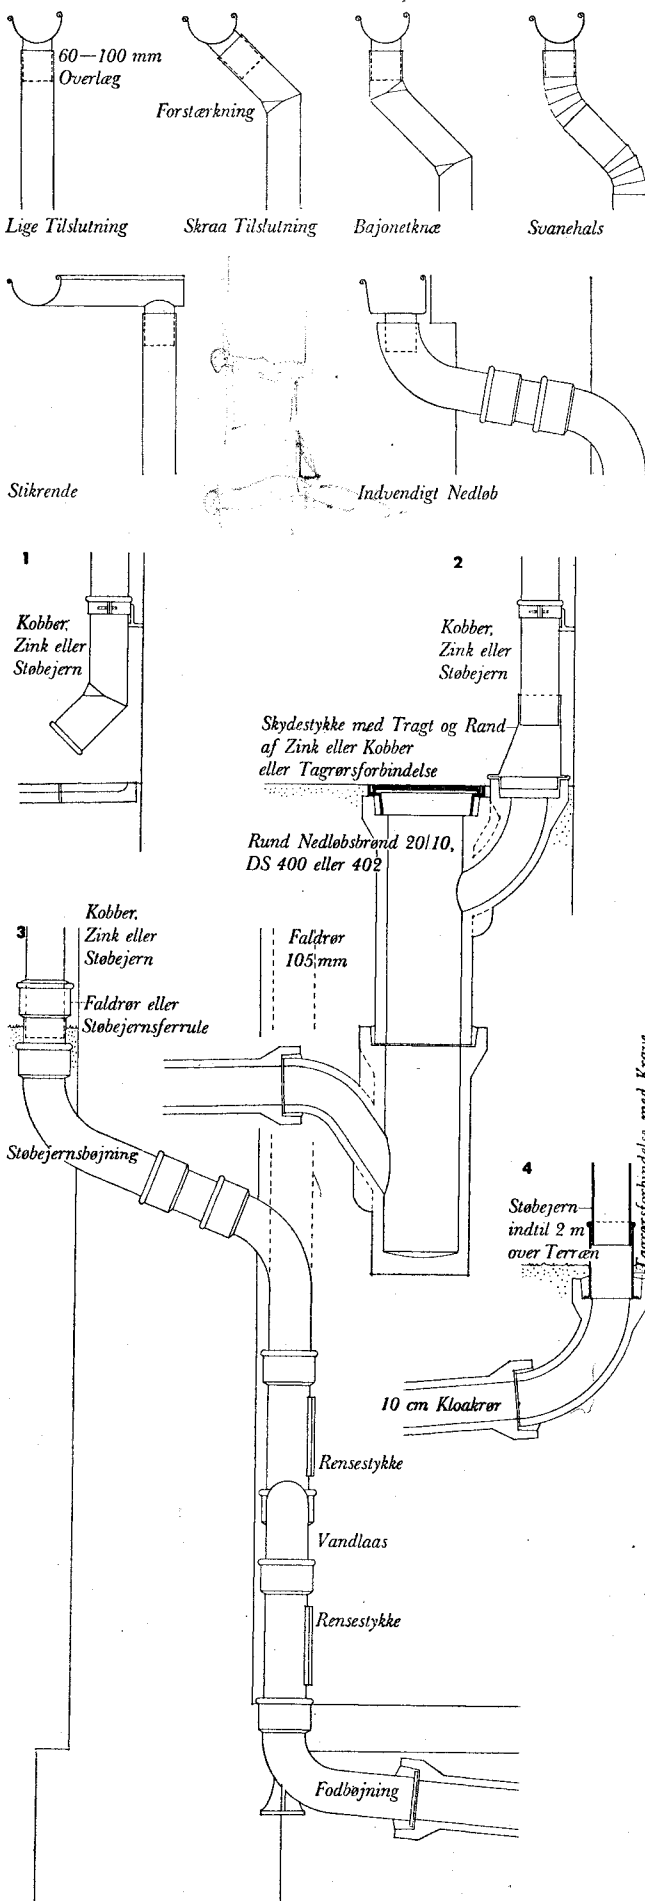 60—100 mm
Overlæg
Forstærkning
Lige Tilslutning
Skraa Tilslutning
Bajonetknæ
Svanehals
Stikrende
Indvendigt Nedløb
1
Kobber,
Zink eller
Støbejern
2
Kobber,
Zink eller
Støbejern
Skydestykke med Tragt og Rand
af Zink eller Kobber
eller Tagrørsforbindelse
Rund Nedløbsbrønd 20/10,
DS 400 eller 402
3
Kobber,
Zink eller
Støbejern
Faldrør eller
Støbejernsferrule
Faldrør
105 mm
Støbejernsbøjning
4
Støbejern
indtil 2 m
over Terræn
Tagrørsforbindelse med Krave
10 cm Kloakrør
Rensestykke
Vandlaas
Rensestykke
Fodbøjning